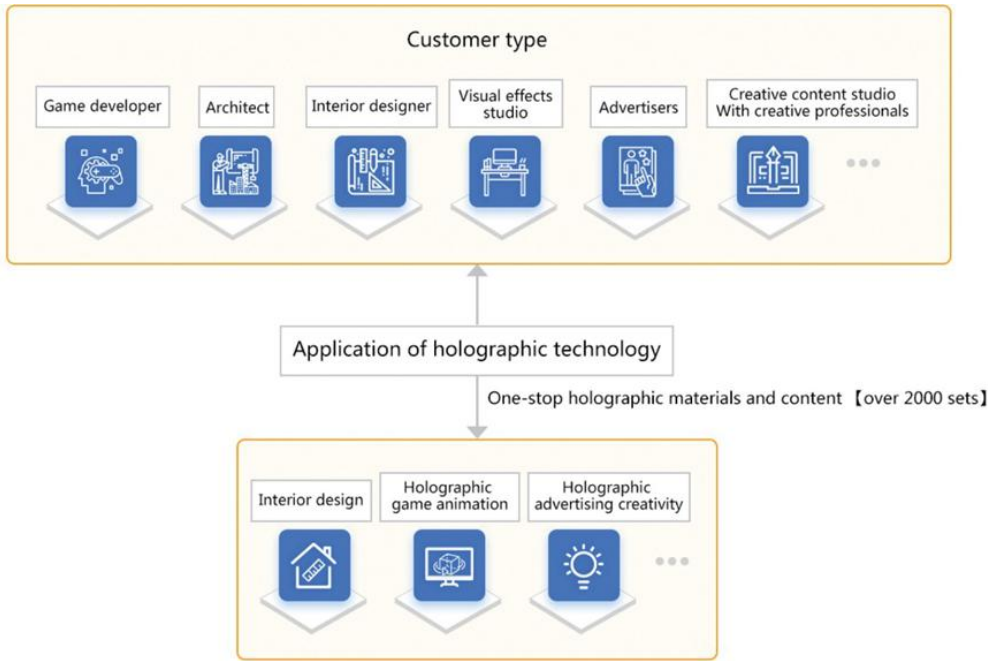 Customer type
Game developer
Architect
Interior designer
Visual effects
studio
Advertisers
Creative content studio
With creative professionals
Application of holographic technology
One-stop holographic materials and content【over 2000 sets】
Interior design
Holographic
game animation
Holographic
advertising creativity